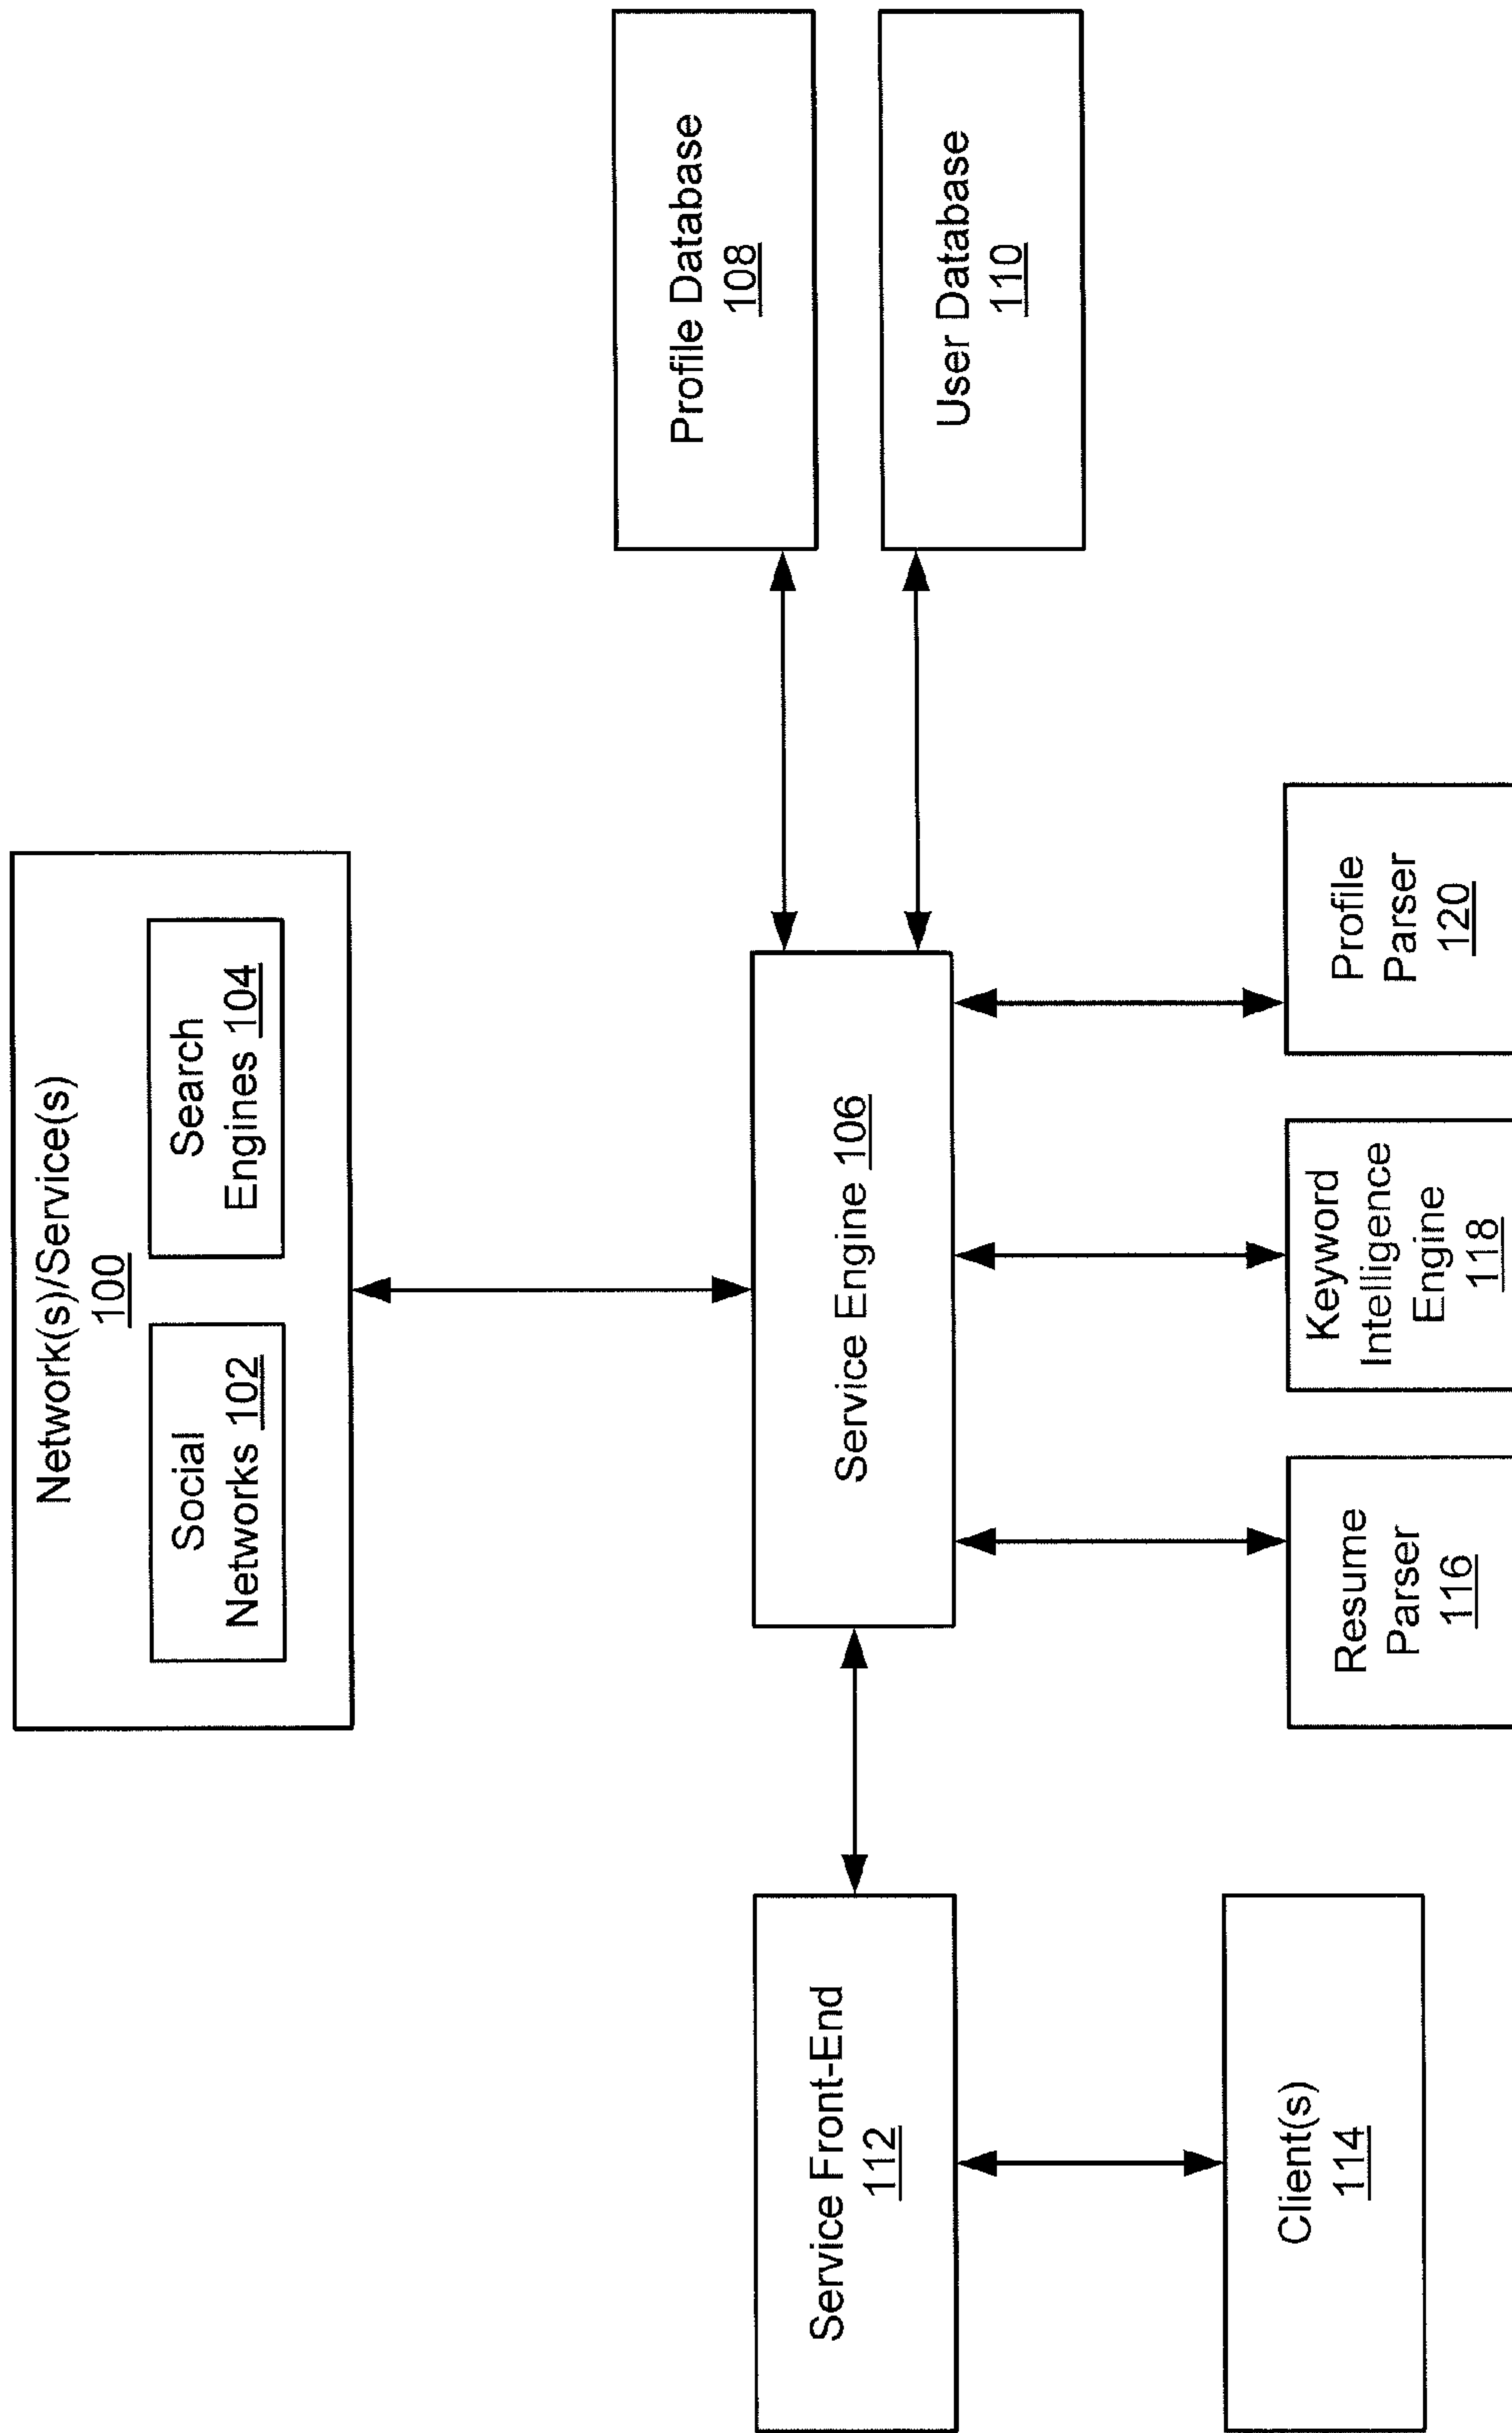 Network(s)/Service(s)
100
Social
Networks 102
Search
Engines 104
Service Engine 106
Profile Database
108
User Database
110
Service Front-End
112
Client(s)
114
Resume
Parser
116
Keyword
Intelligence
Engine
118
Profile
Parser
120